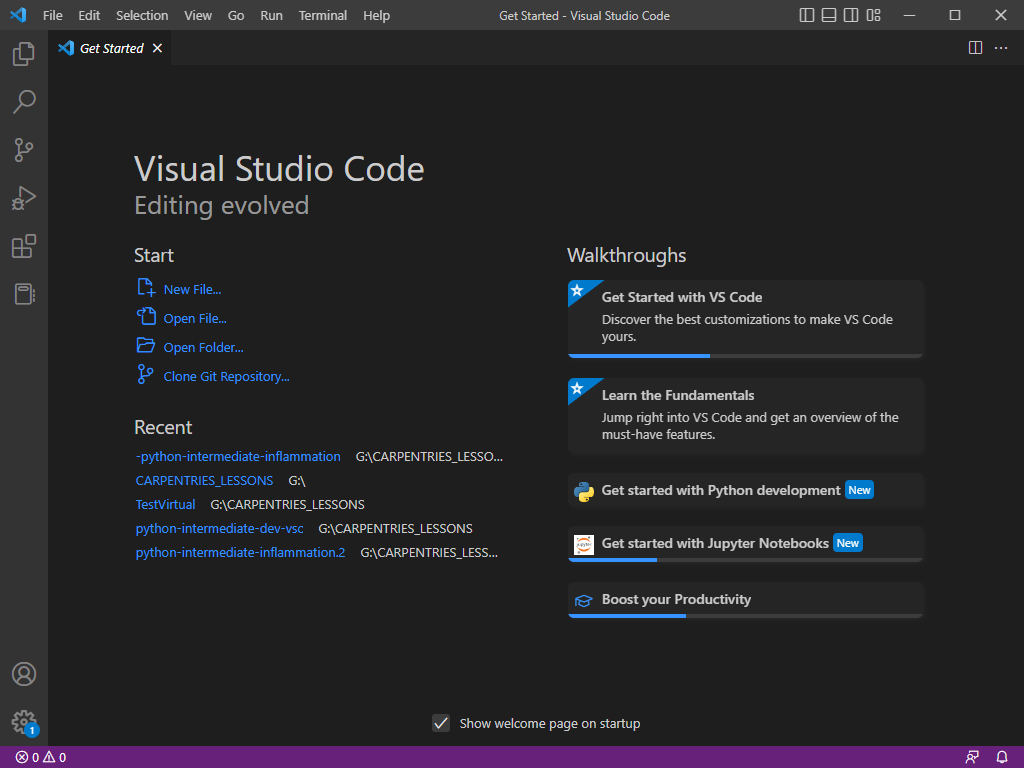 File Edit Selection View Go Run Terminal Help Get Started - Visual Studio Code
Get Started
Visual Studio Code
Editing evolved
Start
New File...
Open File...
Open Folder...
Clone Git Repository...
Recent
-python-intermediate-inflammation G:\CARPENTRIES_LESSO...
CARPENTRIES_LESSONS G:\
TestVirtual G:\CARPENTRIES_LESSONS
python-intermediate-dev-vsc G:\CARPENTRIES_LESSONS
python-intermediate-inflammation.2 G:\CARPENTRIES_LESS...
Walkthroughs
Get Started with VS Code
Discover the best customizations to make VS Code
yours.
Learn the Fundamentals
Jump right into VS Code and get an overview of the
must-have features.
Get started with Python development New
Get started with Jupyter Notebooks New
Boost your Productivity
Show welcome page on startup
1
0 0